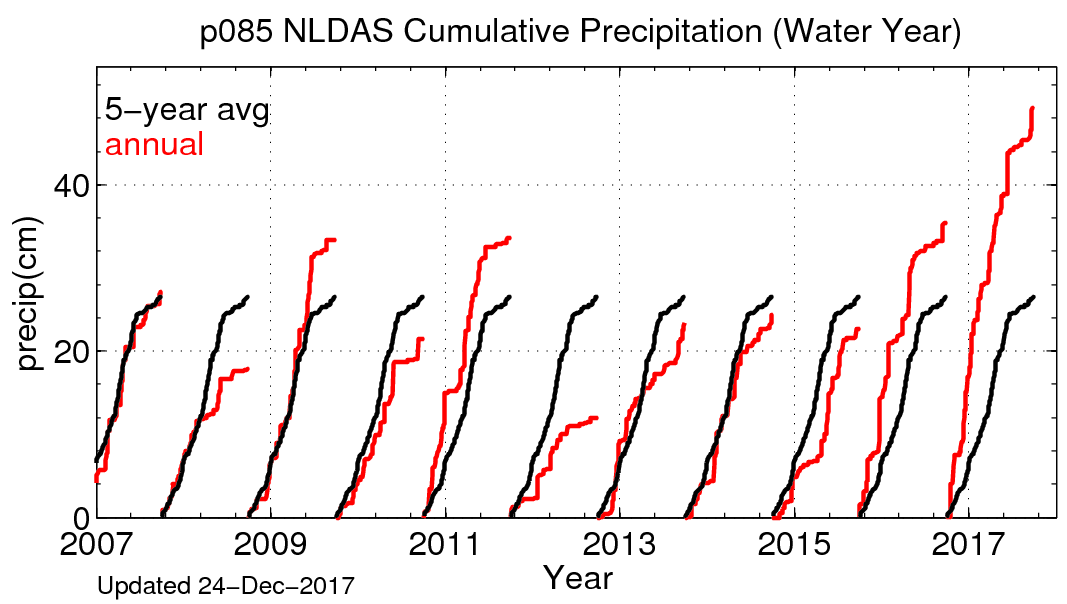 p085 NLDAS Cumulative Precipitation (Water Year)
5−year avg
annual
precip(cm)
40
20
0
2007 2009 2011 2013 2015 2017
Year
Updated 24−Dec−2017